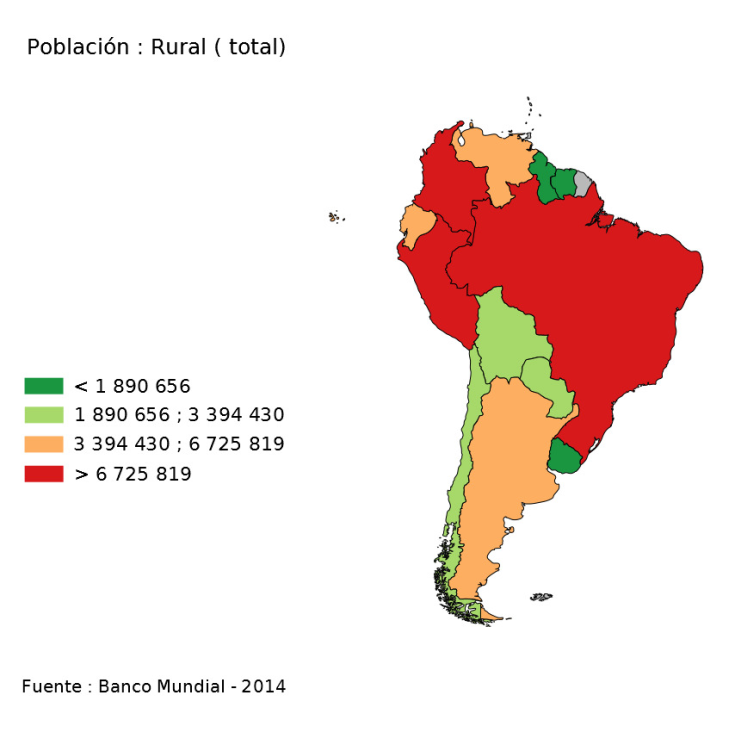 Población : Rural ( total)
< 1 890 656
1 890 656 ; 3 394 430
3 394 430 ; 6 725 819
> 6 725 819
Fuente : Banco Mundial - 2014